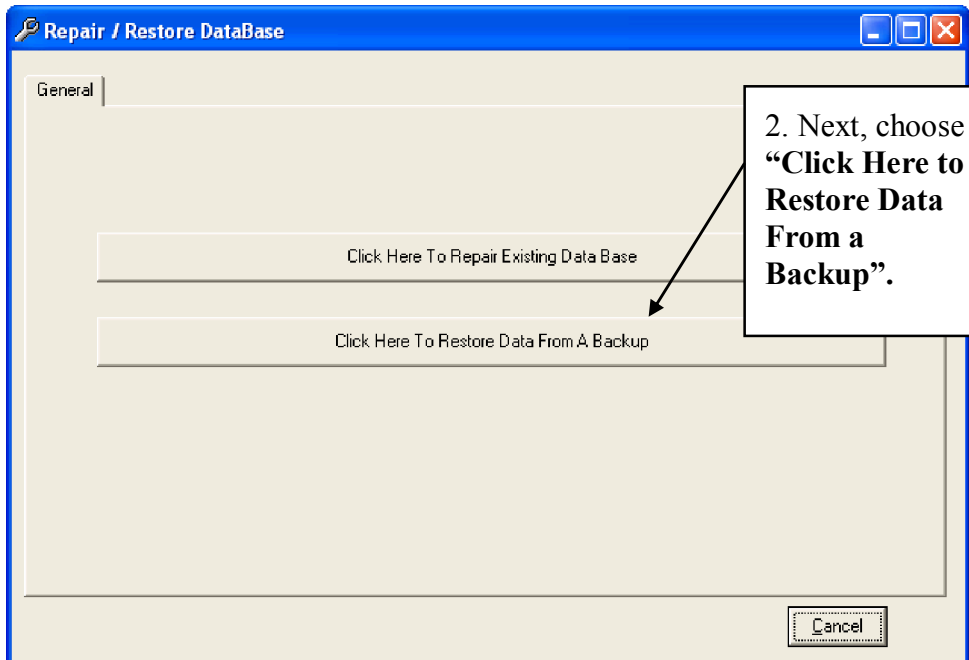 Repair / Restore DataBase
General
2. Next, choose
“Click Here to
Restore Data
From a
Backup”.
Click Here To Repair Existing Data Base
Click Here To Restore Data From A Backup
Cancel